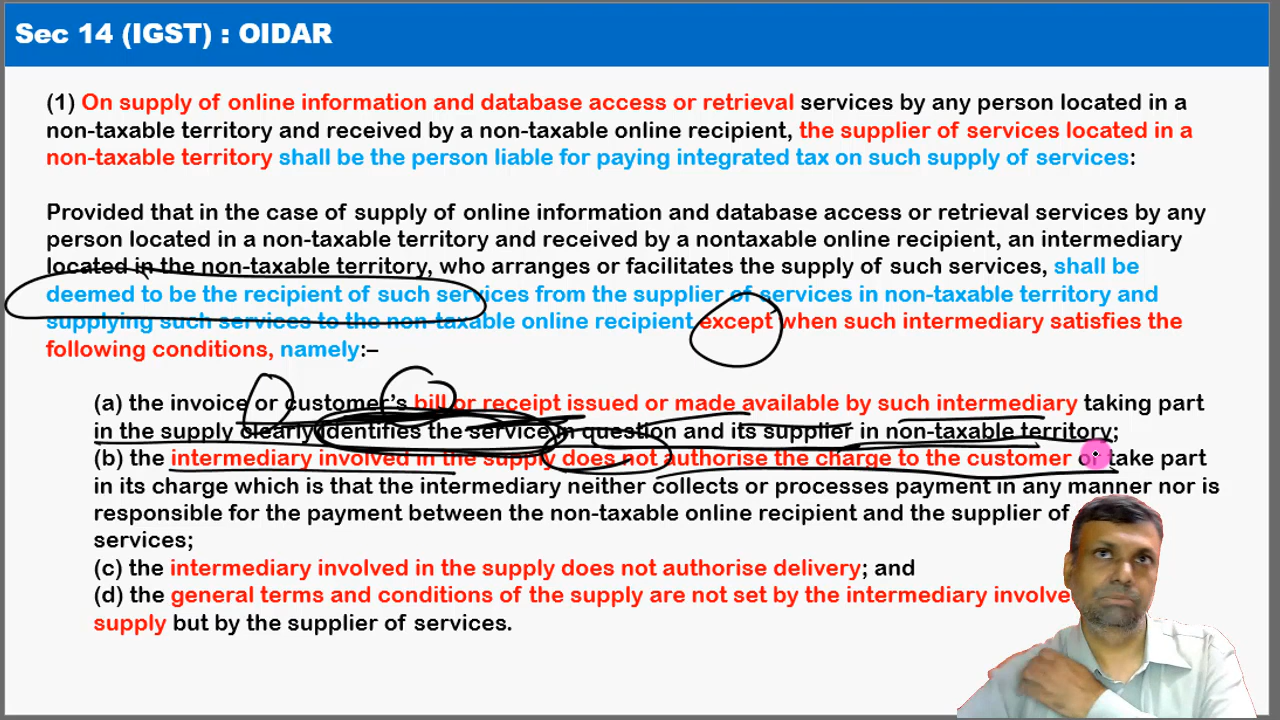 Sec 14 (IGST) : OIDAR
(1) On supply of online information and database access or retrieval services by any person located in a
non-taxable territory and received by a non-taxable online recipient, the supplier of services located in a
non-taxable territory shall be the person liable for paying integrated tax on such supply of services:
Provided that in the case of supply of online information and database access or retrieval services by any
person located in a non-taxable territory and received by a nontaxable online recipient, an intermediary
located in the non-taxable territory, who arranges or facilitates the supply of such services, shall be
deemed to be the recipient of such services from the supplier of services in non-taxable territory and
supplying such services to the non-taxable online recipient except when such intermediary satisfies the
following conditions, namely:–
(a) the invoice or customer's bill or receipt issued or made available by such intermediary taking part
in the supply clearly identifies the service in question and its supplier in non-taxable territory;
(b) the intermediary involved in the supply does not authorise the charge to the customer or take part
in its charge which is that the intermediary neither collects or processes payment in any manner nor is
responsible for the payment between the non-taxable online recipient and the supplier of
services;
(c) the intermediary involved in the supply does not authorise delivery; and
(d) the general terms and conditions of the supply are not set by the intermediary involve
supply but by the supplier of services.